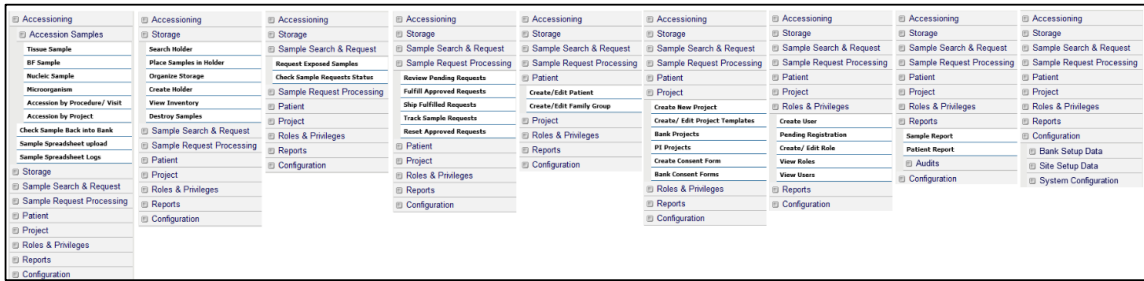 Accessioning
Accession Samples
Tissue Sample
BF Sample
Nucleic Sample
Microorganism
Accession by Procedure/ Visit
Accession by Project
Check Sample Back into Bank
Sample Spreadsheet upload
Sample Spreadsheet Logs
Storage
Sample Search & Request
Sample Request Processing
Patient
Project
Roles & Privileges
Reports
Configuration
Accessioning
Storage
Search Holder
Place Samples in Holder
Organize Storage
Create Holder
View Inventory
Destroy Samples
Sample Search & Request
Sample Request Processing
Patient
Project
Roles & Privileges
Reports
Configuration
Accessioning
Storage
Sample Search & Request
Request Exposed Samples
Check Sample Requests Status
Sample Request Processing
Patient
Project
Roles & Privileges
Reports
Configuration
Accessioning
Storage
Sample Search & Request
Sample Request Processing
Review Pending Requests
Fulfill Approved Requests
Ship Fulfilled Requests
Track Sample Requests
Reset Approved Requests
Patient
Project
Roles & Privileges
Reports
Configuration
Accessioning
Storage
Sample Search & Request
Sample Request Processing
Patient
Create/Edit Patient
Create/Edit Family Group
Project
Roles & Privileges
Reports
Configuration
Accessioning
Storage
Sample Search & Request
Sample Request Processing
Patient
Project
Create New Project
Create/ Edit Project Templates
Bank Projects
PI Projects
Create Consent Form
Bank Consent Forms
Roles & Privileges
Reports
Configuration
Accessioning
Storage
Sample Search & Request
Sample Request Processing
Patient
Project
Roles & Privileges
Create User
Pending Registration
Create/ Edit Role
View Roles
View Users
Reports
Configuration
Accessioning
Storage
Sample Search & Request
Sample Request Processing
Patient
Project
Roles & Privileges
Reports
Sample Report
Patient Report
Audits
Configuration
Accessioning
Storage
Sample Search & Request
Sample Request Processing
Patient
Project
Roles & Privileges
Reports
Configuration
Bank Setup Data
Site Setup Data
System Configuration